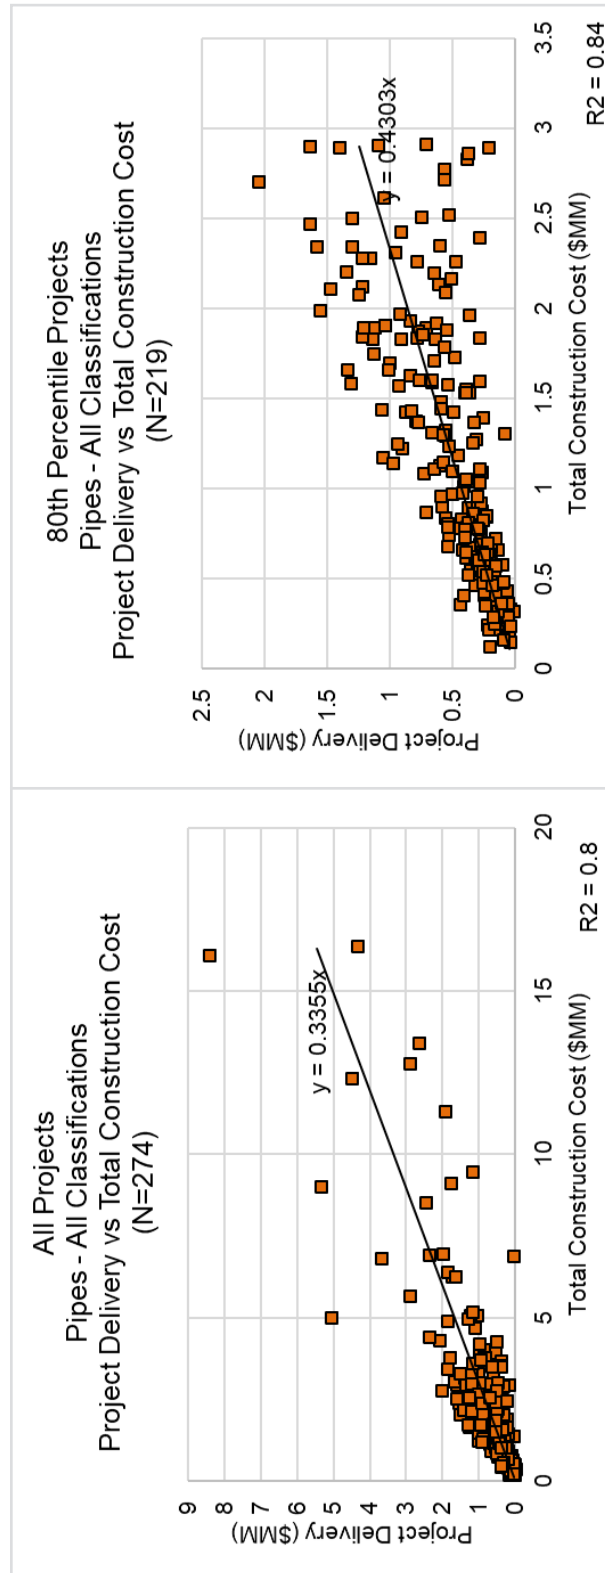 All Projects
Pipes - All Classifications
Project Delivery vs Total Construction Cost
(N=274)
9
8
7
6
5
4
3
2
1
0
Project Delivery ($MM)
y = 0.3355x
0
5
10
15
20
Total Construction Cost ($MM)
R2 = 0.8
80th Percentile Projects
Pipes - All Classifications
Project Delivery vs Total Construction Cost
(N=219)
2.5
2
1.5
1
0.5
0
Project Delivery ($MM)
y = 0.4303x
0
0.5
1
1.5
2
2.5
3
3.5
Total Construction Cost ($MM)
R2 = 0.84